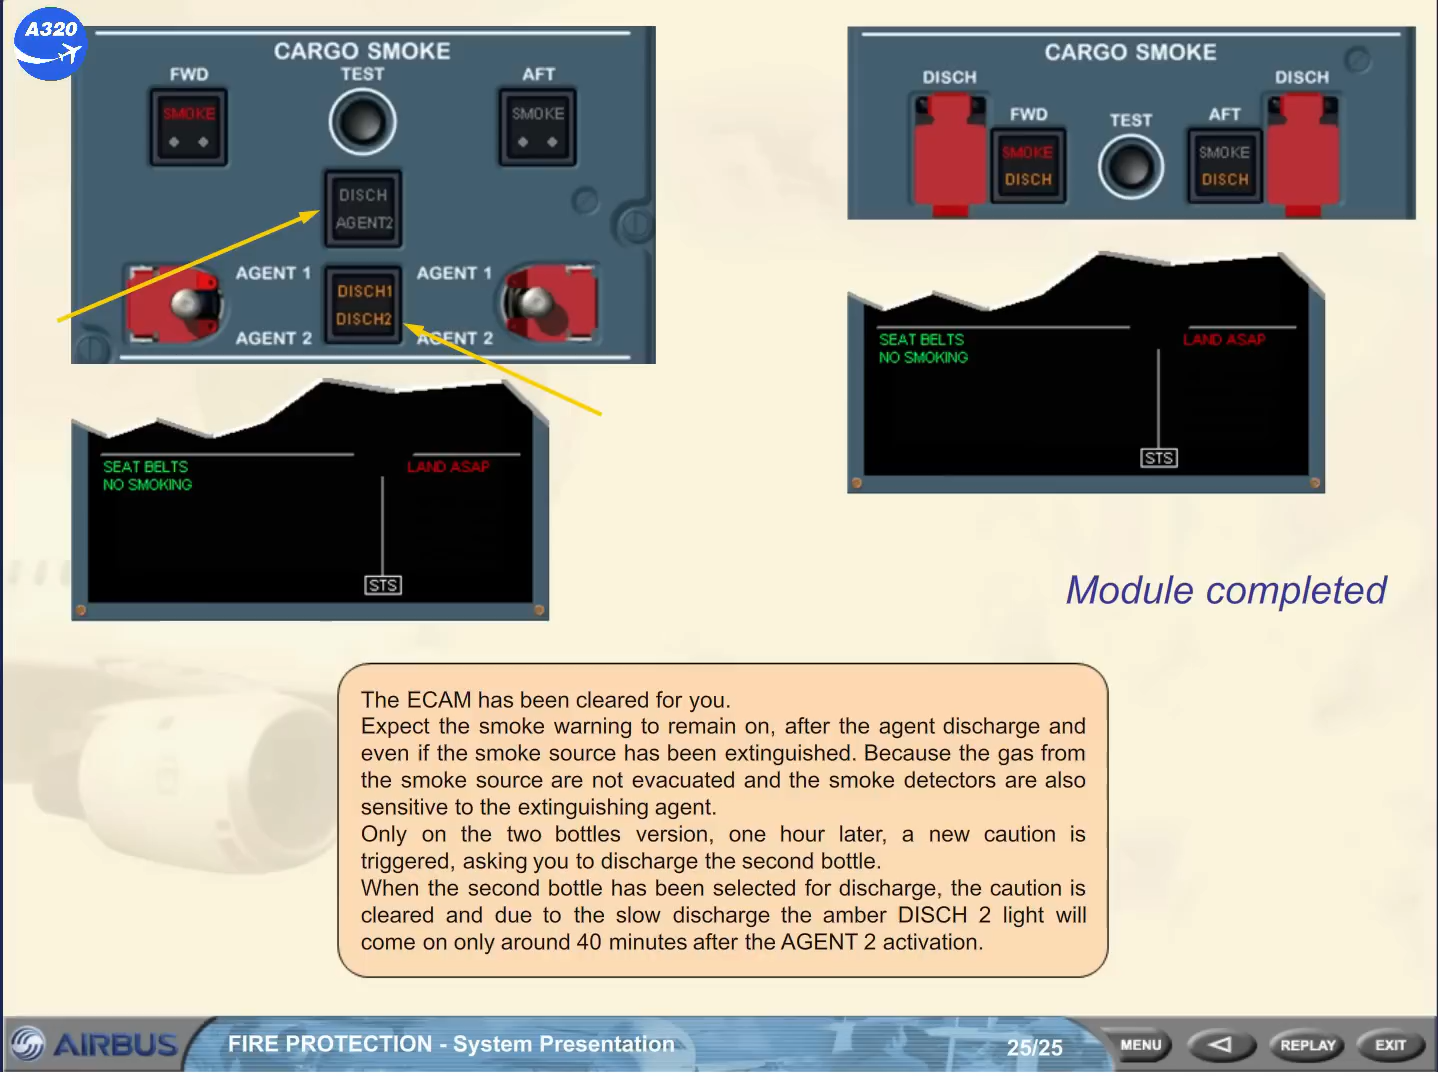 A320
CARGO SMOKE
FWD
TEST
AFT
SMOKE
SMOKE
DISCH
AGENT2
AGENT 1
AGENT 1
DISCH1
DISCH2
AGENT 2
AGENT 2
SEAT BELTS
LAND ASAP
NO SMOKING
STS
CARGO SMOKE
DISCH
DISCH
FWD
TEST
AFT
SMOKE
DISCH
SMOKE
DISCH
SEAT BELTS
LAND ASAP
NO SMOKING
STS
Module completed
The ECAM has been cleared for you.
Expect the smoke warning to remain on, after the agent discharge and
even if the smoke source has been extinguished. Because the gas from
the smoke source are not evacuated and the smoke detectors are also
sensitive to the extinguishing agent.
Only on the two bottles version, one hour later, a new caution is
triggered, asking you to discharge the second bottle.
When the second bottle has been selected for discharge, the caution is
cleared and due to the slow discharge the amber DISCH 2 light will
come on only around 40 minutes after the AGENT 2 activation.
AIRBUS
FIRE PROTECTION - System Presentation
25/25
MENU
REPLAY
EXIT